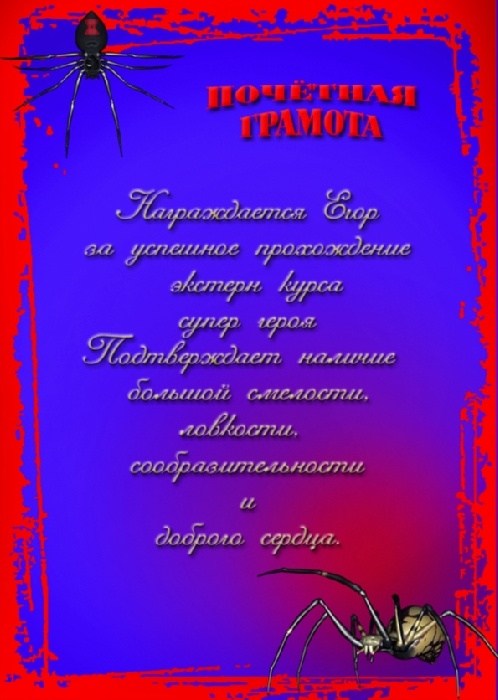 ПОЧЁТНАЯ
ГРАМОТА
Награждается Егор
за успешное прохождение
экстерн курса
супер героя
Подтверждает наличие
большой смелости,
ловкости,
сообразительности
и
доброго сердца.